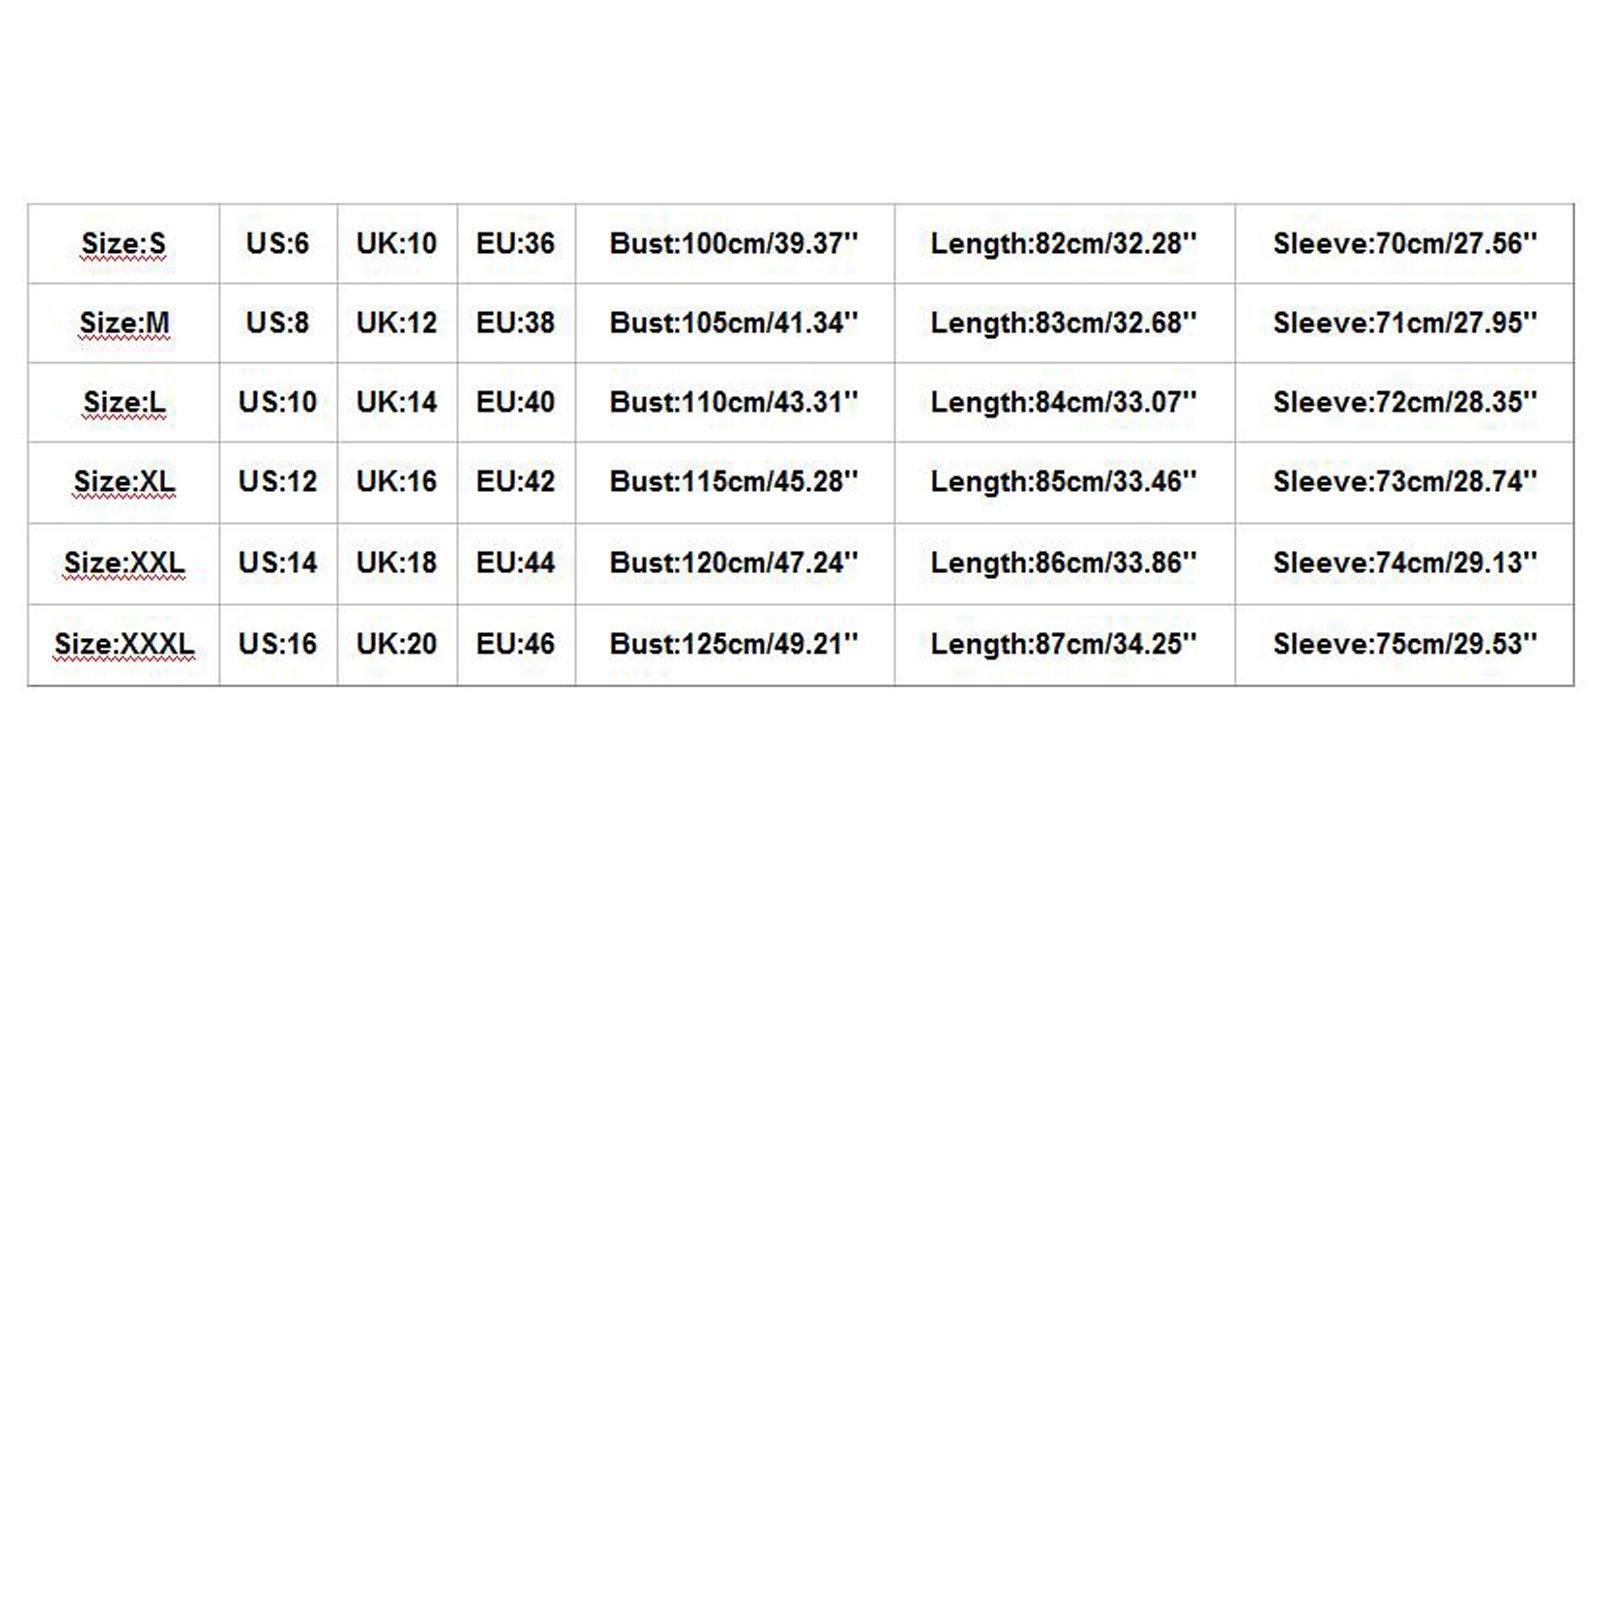 Size:S US:6 UK:10 EU:36 Bust:100cm/39.37'' Length:82cm/32.28'' Sleeve:70cm/27.56''
Size:M US:8 UK:12 EU:38 Bust:105cm/41.34'' Length:83cm/32.68'' Sleeve:71cm/27.95''
Size:L US:10 UK:14 EU:40 Bust:110cm/43.31'' Length:84cm/33.07'' Sleeve:72cm/28.35''
Size:XL US:12 UK:16 EU:42 Bust:115cm/45.28'' Length:85cm/33.46'' Sleeve:73cm/28.74''
Size:XXL US:14 UK:18 EU:44 Bust:120cm/47.24'' Length:86cm/33.86'' Sleeve:74cm/29.13''
Size:XXXL US:16 UK:20 EU:46 Bust:125cm/49.21'' Length:87cm/34.25'' Sleeve:75cm/29.53''